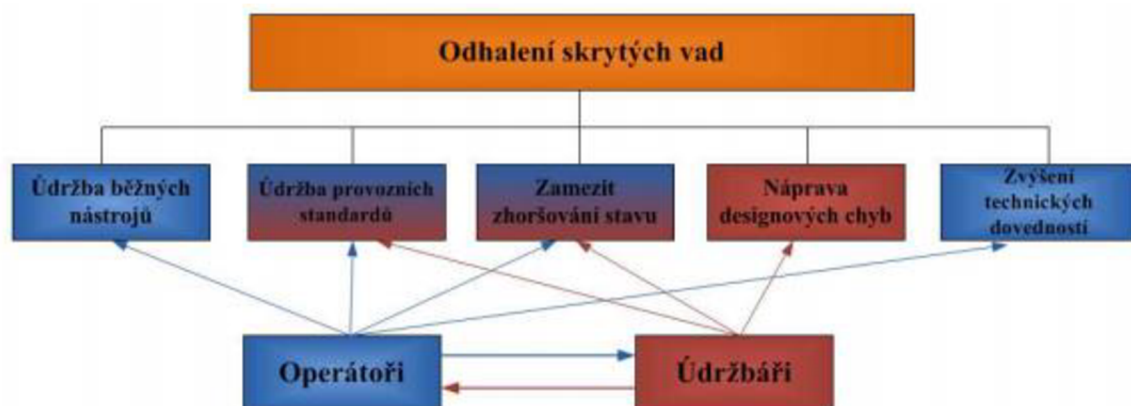 Odhalení skrytých vad
Údržba běžných
nástrojů
Údržba provozních
standardů
Zamezit
zhoršování stavu
Náprava
designových chyb
Zvýšení
technických
dovedností
Operátoři
Údržbáři